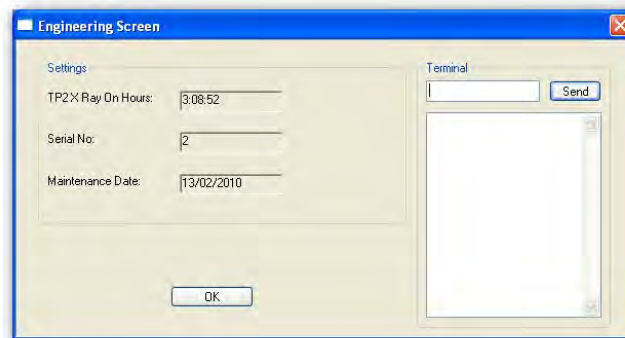 Engineering Screen
Settings
TP2 X Ray On Hours: 3:08:52
Serial No: 2
Maintenance Date: 13/02/2010
OK
Terminal
Send